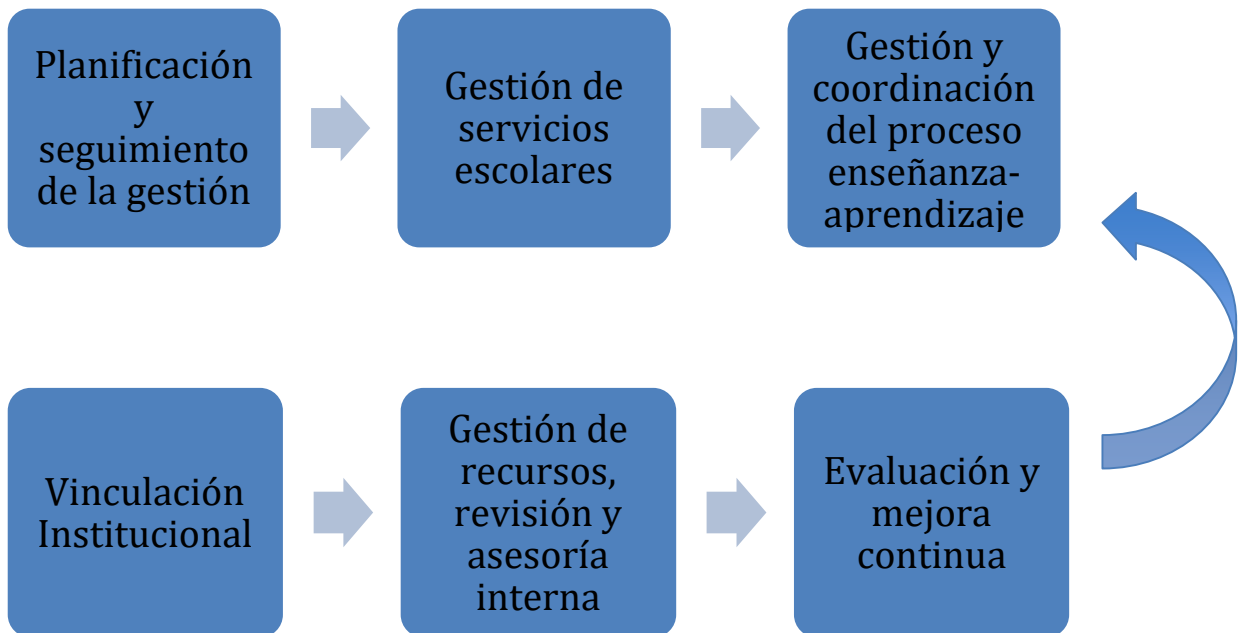 Planificación
y
seguimiento
de la gestión
Gestión de
servicios
escolares
Gestión y
coordinación
del proceso
enseñanza-
aprendizaje
Vinculación
Institucional
Gestión de
recursos,
revisión y
asesoría
interna
Evaluación y
mejora
continua